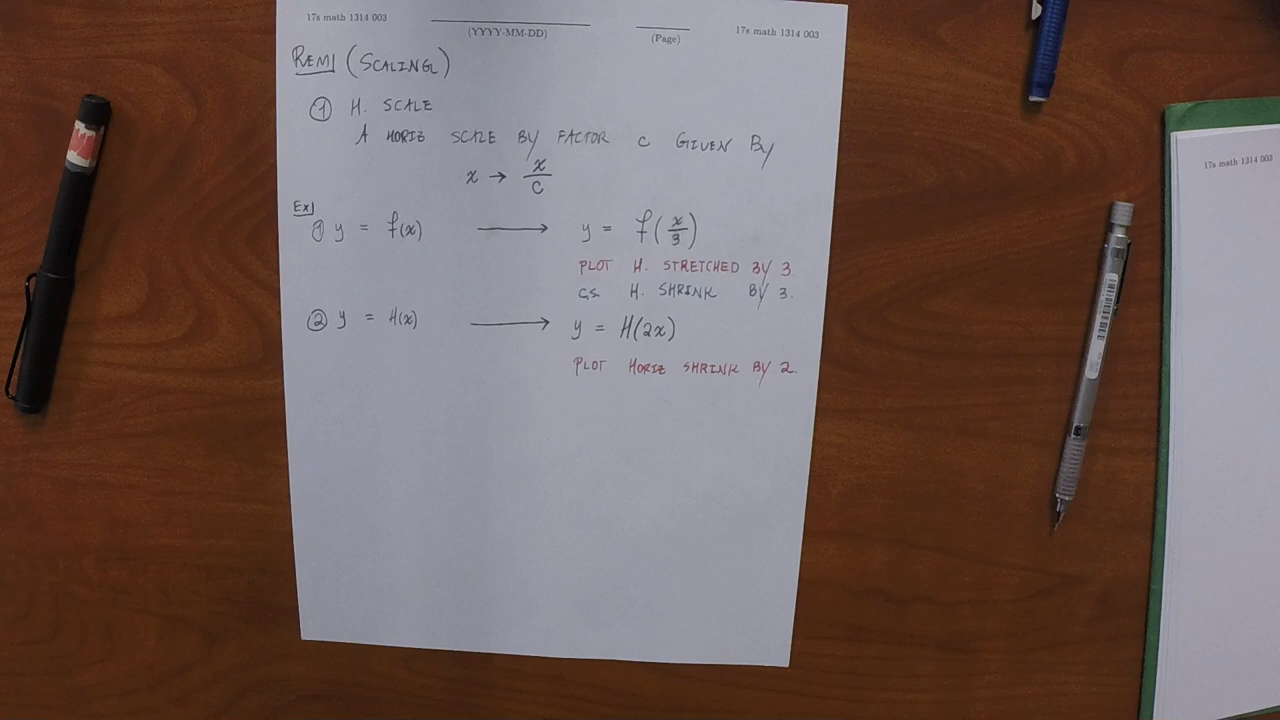 17s math 1314 003 (YYYY-MM-DD) (Page) 17s math 1314 003
REM (SCALING)
① H. SCALE
A HORIZ SCALE BY FACTOR C GIVEN BY
x → x/c
EX
① y = f(x) → y = f(x/3)
PLOT H. STRETCHED BY 3.
C.S. H. SHRINK BY 3.
② y = H(x) → y = H(2x)
PLOT HORIZ SHRINK BY 2.
17s math 1314 003